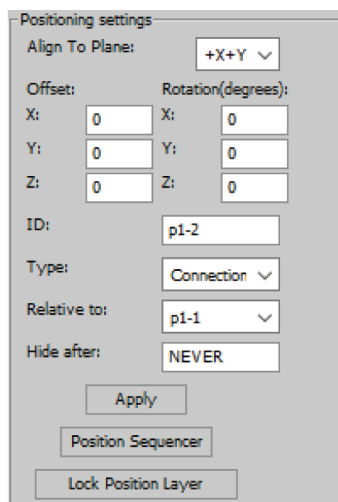 Positioning settings
Align To Plane: +X+Y
Offset: Rotation(degrees):
X: 0 X: 0
Y: 0 Y: 0
Z: 0 Z: 0
ID: p1-2
Type: Connection
Relative to: p1-1
Hide after: NEVER
Apply
Position Sequencer
Lock Position Layer